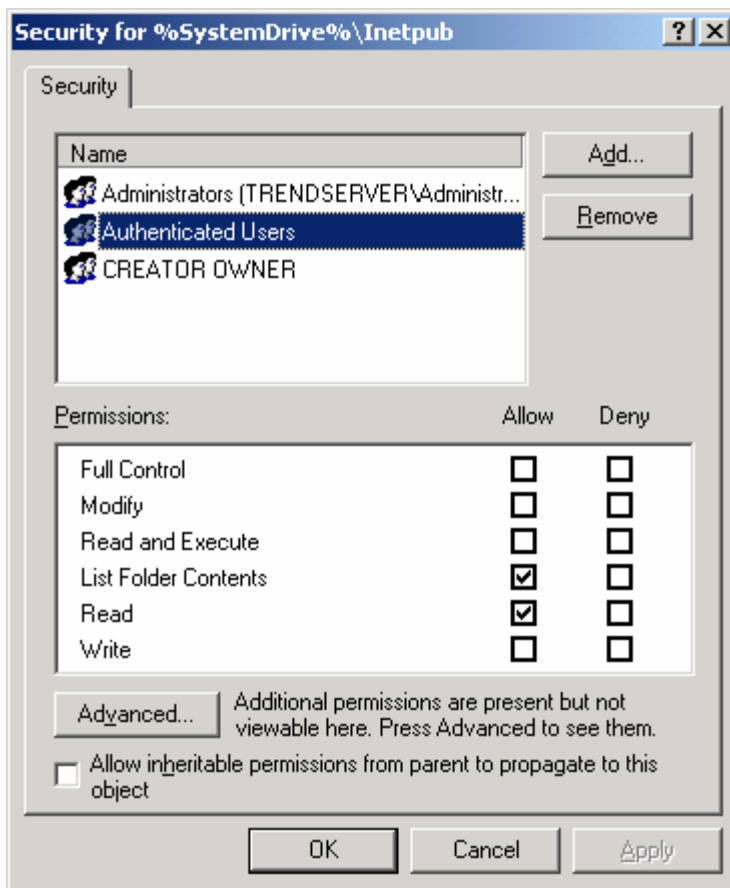 Security for %SystemDrive%\Inetpub
Security
Name
Add...
Administrators (TRENDSERVER\Administr...
Authenticated Users
Remove
CREATOR OWNER
Permissions: Allow Deny
Full Control
Modify
Read and Execute
List Folder Contents
Read
Write
Advanced...
Additional permissions are present but not
viewable here. Press Advanced to see them.
Allow inheritable permissions from parent to propagate to this
object
OK Cancel Apply